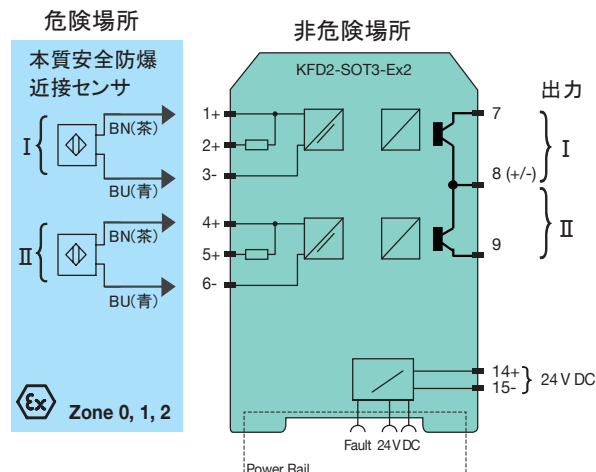 危険場所
非危険場所
本質安全防爆
近接センサ
KFD2-SOT3-Ex2
出力
I
BN(茶)
BU(青)
II
BN(茶)
BU(青)
1+
2+
3-
4+
5+
6-
7
8 (+/-)
9
I
II
14+
15-
24 V DC
Ex
Zone 0, 1, 2
Fault 24 V DC
Power Rail